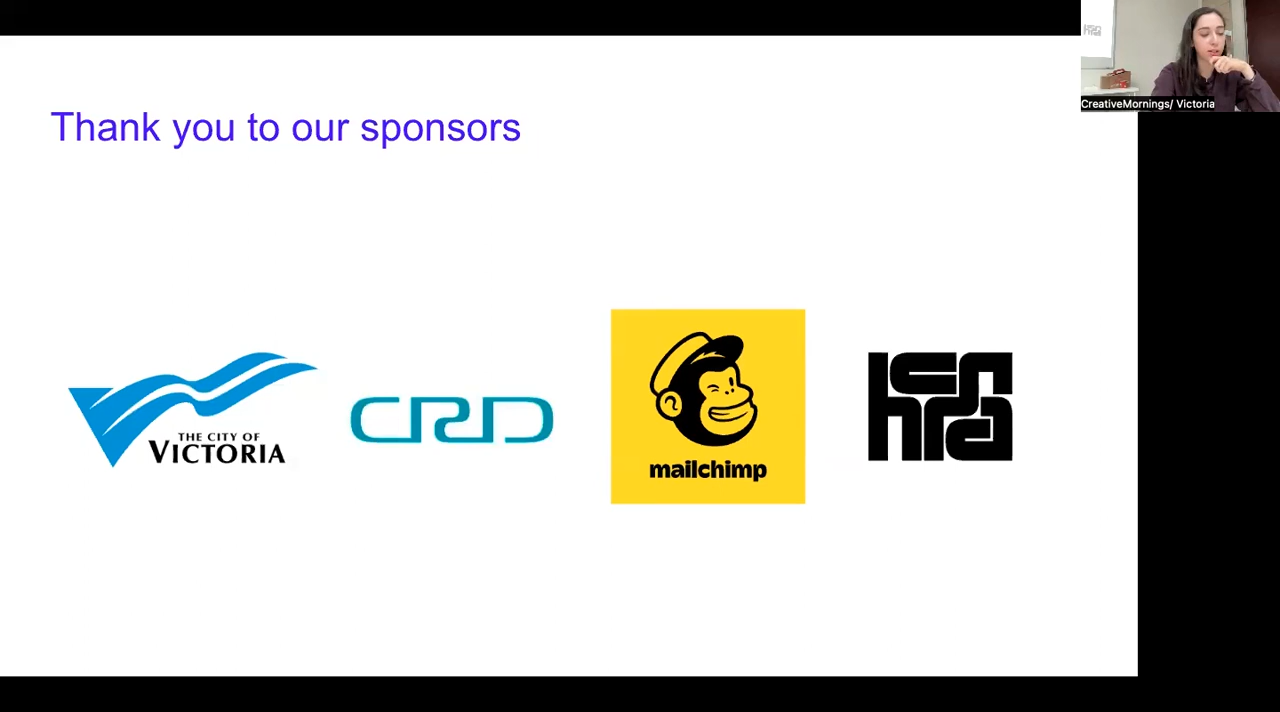 CreativeMornings/ Victoria
Thank you to our sponsors
THE CITY OF
VICTORIA
CRD
mailchimp